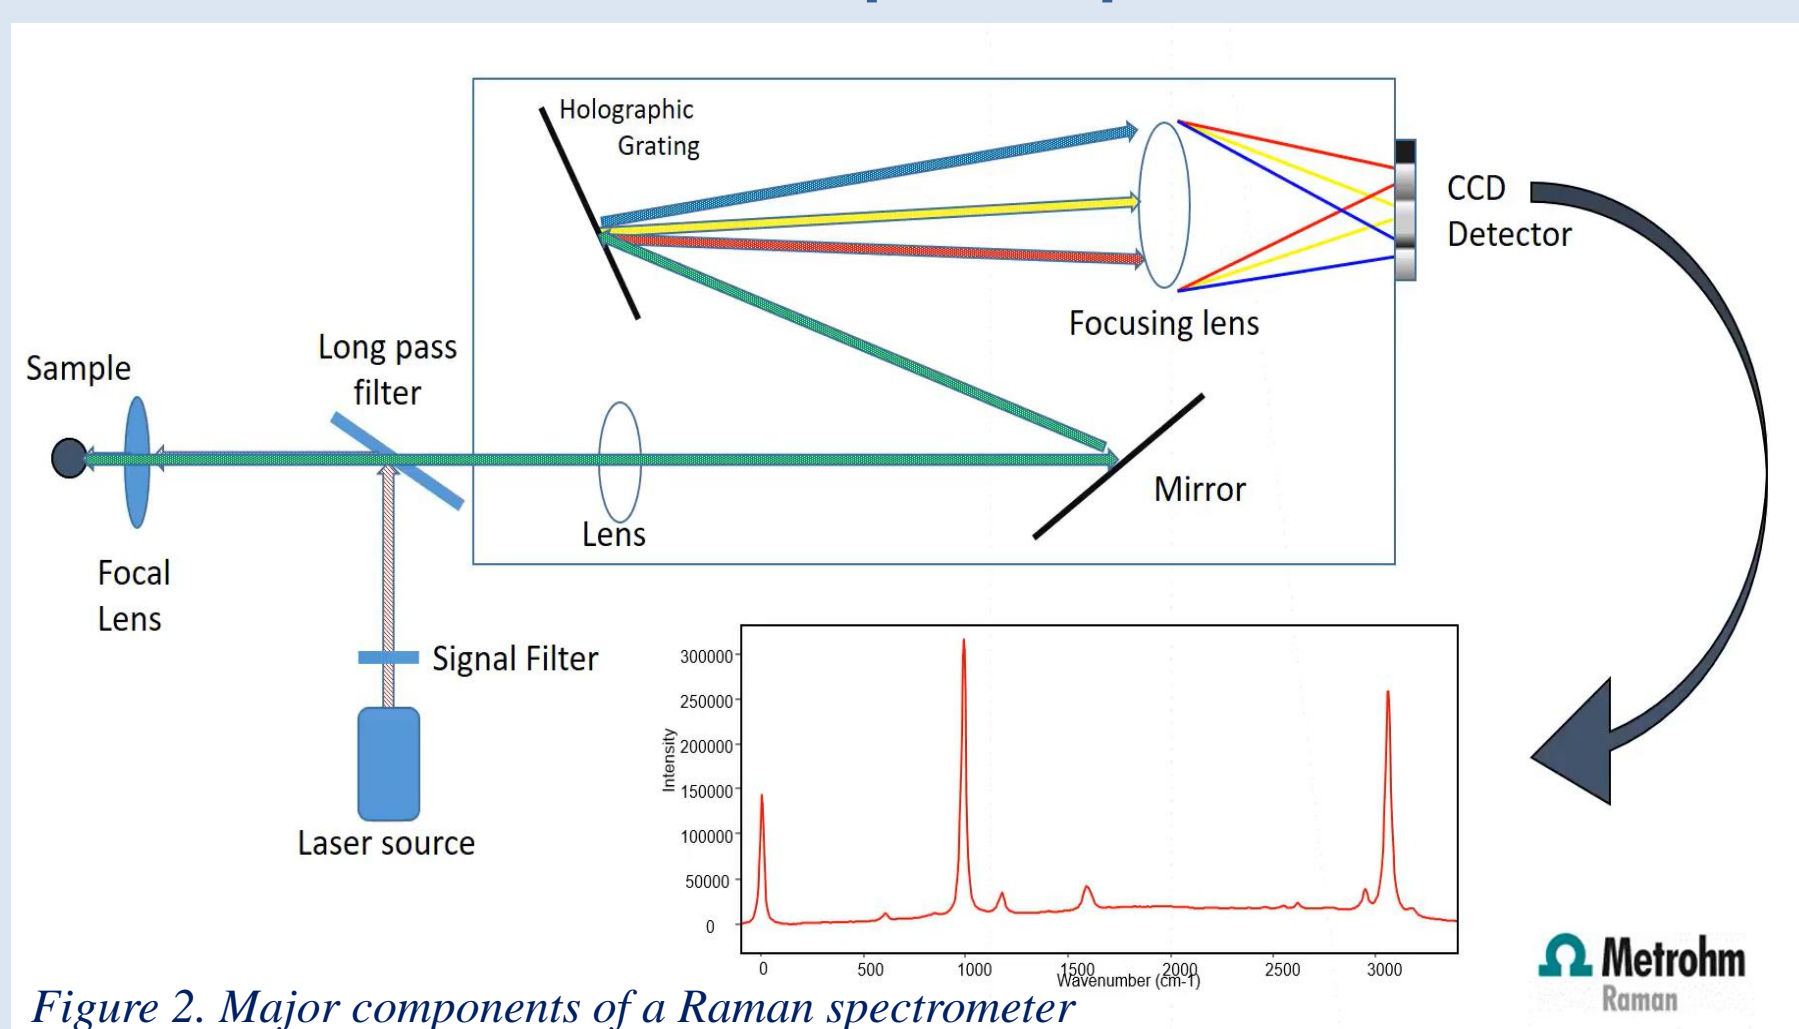 Holographic
Grating
CCD
Detector
Focusing lens
Long pass
filter
Sample
Mirror
Lens
Focal
Lens
Signal Filter
Laser source
300000
250000
200000
150000
100000
50000
0
Intensity
0 500 1000 1500 2000 2500 3000
Wavenumber (cm-1)
Metrohm
Raman
Figure 2. Major components of a Raman spectrometer